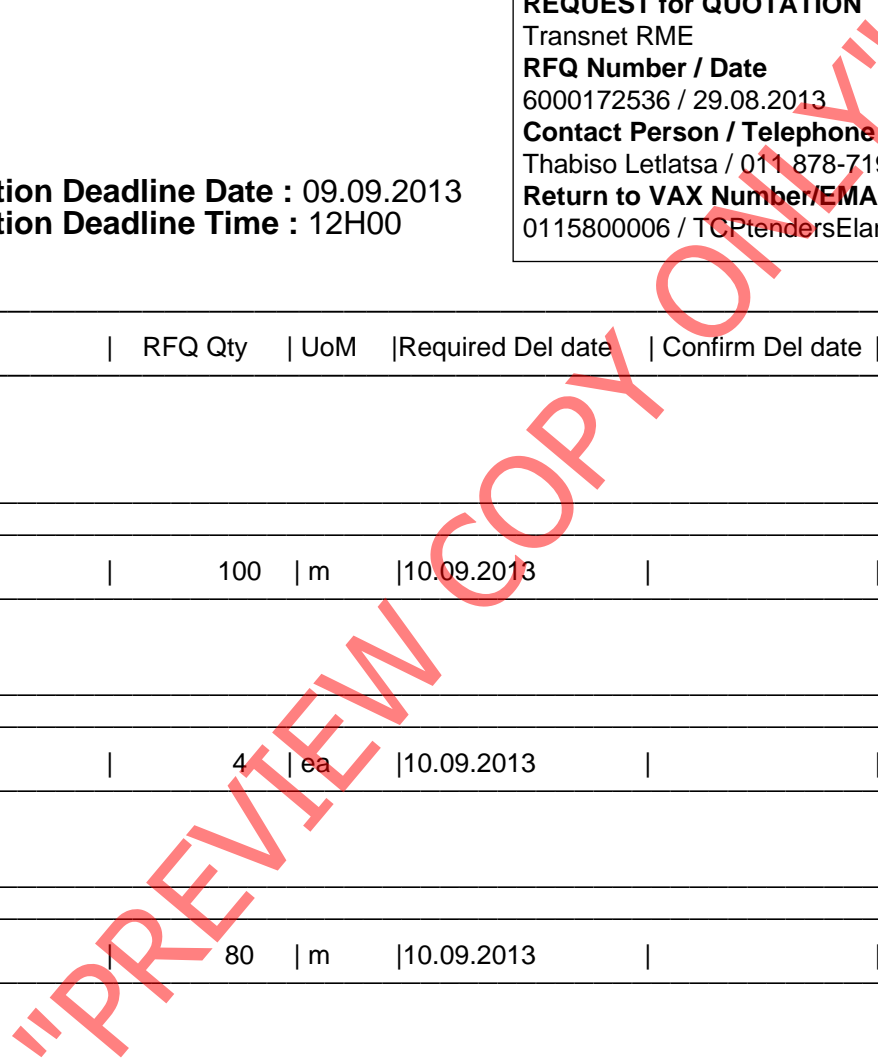 REQUEST for QUOTATION
Transnet RME
RFQ Number / Date
6000172536 / 29.08.2013
Contact Person / Telephone
Thabiso Letlatsa / 011 878-719
Return to VAX Number/EMA
0115800006 / TCPtendersElan
tion Deadline Date : 09.09.2013
tion Deadline Time : 12H00
| RFQ Qty | UoM |Required Del date | Confirm Del date |
| 100 | m |10.09.2013 | |
| 4 | ea |10.09.2013 | |
| 80 | m |10.09.2013 | |
"PREVIEW COPY ONLY"